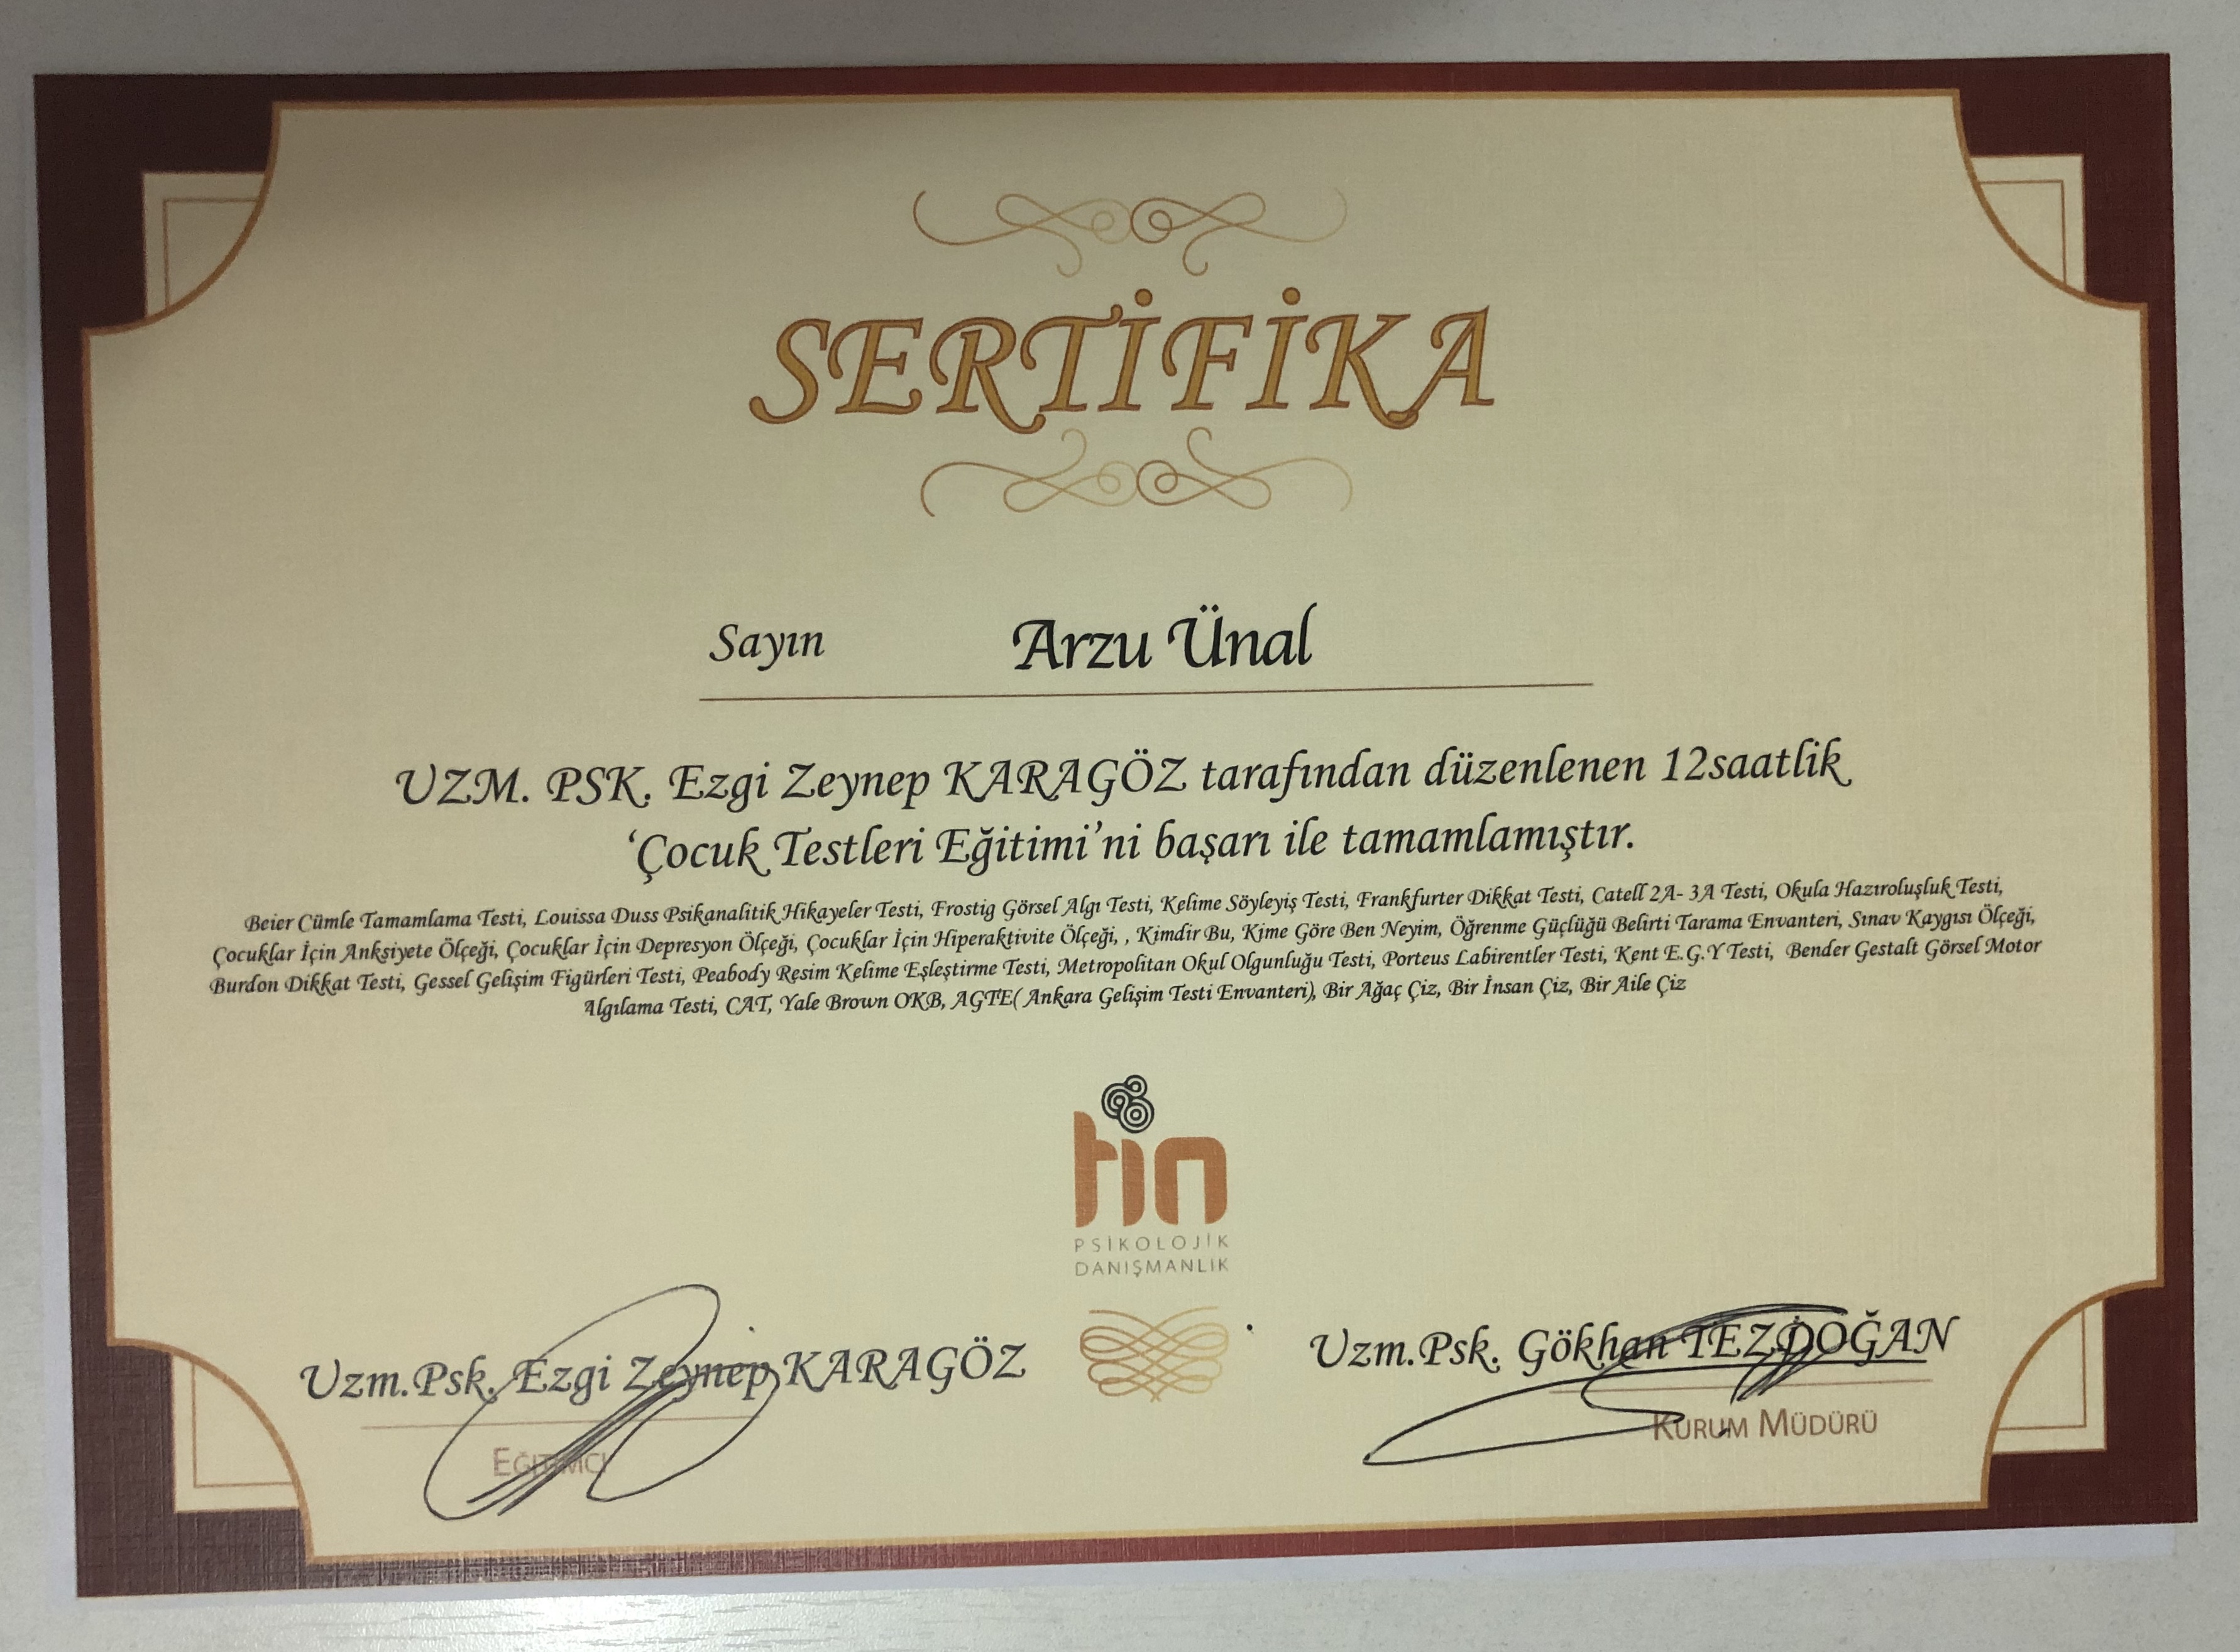 SERTİFİKA
Sayın Arzu Ünal
UZM. PSK. Ezgi Zeynep KARAGÖZ tarafından düzenlenen 12saatlik
‘Çocuk Testleri Eğitimi’ni başarı ile tamamlamıştır.
Beier Cümle Tamamlama Testi, Louissa Duss Psikanalitik Hikayeler Testi, Frostig Görsel Algı Testi, Kelime Söyleyiş Testi, Frankfurter Dikkat Testi, Catell 2A- 3A Testi, Okula Hazıroluşluk Testi,
Çocuklar İçin Anksiyete Ölçeği, Çocuklar İçin Depresyon Ölçeği, Çocuklar İçin Hiperaktivite Ölçeği, , Kimdir Bu, Kime Göre Ben Neyim, Öğrenme Güçlüğü Belirti Tarama Envanteri, Sınav Kaygısı Ölçeği,
Burdon Dikkat Testi, Gessel Gelişim Figürleri Testi, Peabody Resim Kelime Eşleştirme Testi, Metropolitan Okul Olgunluğu Testi, Porteus Labirentler Testi, Kent E.G.Y Testi, Bender Gestalt Görsel Motor
Algılama Testi, CAT, Yale Brown OKB, AGTE( Ankara Gelişim Testi Envanteri), Bir Ağaç Çiz, Bir İnsan Çiz, Bir Aile Çiz
tin
PSİKOLOJİK
DANIŞMANLIK
Uzm.Psk. Ezgi Zeynep KARAGÖZ
EĞİTİMCİ
Uzm.Psk. Gökhan TEZDOĞAN
KURUM MÜDÜRÜ